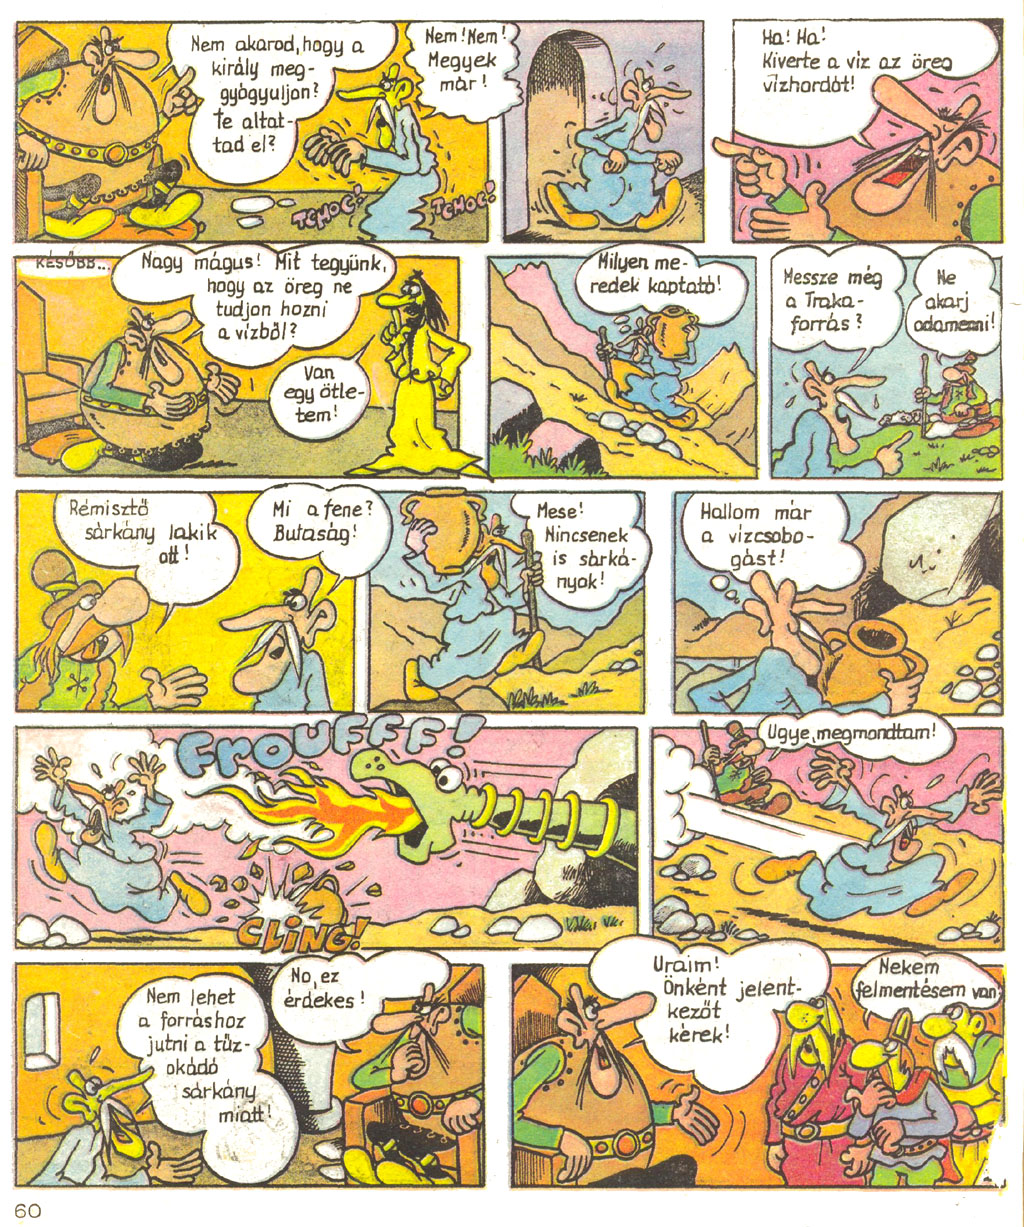 Nem akarod, hogy a
király meg-
gyógyuljon?
te altat-
tad el?
Nem! Nem!
Megyek
már!
TCHOC!
TCHOC!
Ha! Ha!
Kiverte a víz az öreg
vízhordót!
KÉSŐBB...
Nagy mágus! Mit tegyünk,
hogy az öreg ne
tudjon hozni
a vízből?
Van
egy ötle-
tem!
Milyen me-
redek kaptató!
Messze még
a Traka-
forrás?
Ne
akarj
odamenni!
Rémisztő
sárkány lakik
ott!
Mi a fene?
Butaság!
Mese!
Nincsenek
is sárká-
nyok!
Hallom már
a vízcsobo-
gást!
FROUFFF!
CLING!
Ugye, megmondtam!
Nem lehet
a forráshoz
jutni a tűz-
okádó
sárkány
miatt!
No, ez
érdekes!
Uraim!
Önként jelent-
kezőt
kérek!
Nekem
felmentésem van!
60